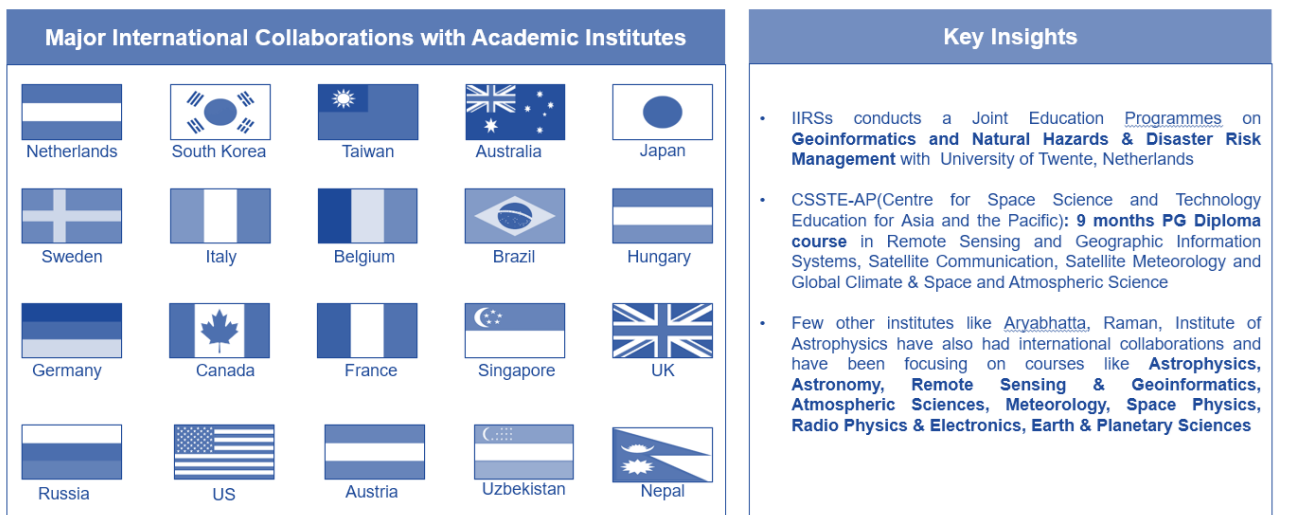 Major International Collaborations with Academic Institutes
Netherlands
South Korea
Taiwan
Australia
Japan
Sweden
Italy
Belgium
Brazil
Hungary
Germany
Canada
France
Singapore
UK
Russia
US
Austria
Uzbekistan
Nepal
Key Insights
• IIRSs conducts a Joint Education Programmes on
Geoinformatics and Natural Hazards & Disaster Risk
Management with University of Twente, Netherlands
• CSSTE-AP(Centre for Space Science and Technology
Education for Asia and the Pacific): 9 months PG Diploma
course in Remote Sensing and Geographic Information
Systems, Satellite Communication, Satellite Meteorology and
Global Climate & Space and Atmospheric Science
• Few other institutes like Aryabhatta, Raman, Institute of
Astrophysics have also had international collaborations and
have been focusing on courses like Astrophysics,
Astronomy, Remote Sensing & Geoinformatics,
Atmospheric Sciences, Meteorology, Space Physics,
Radio Physics & Electronics, Earth & Planetary Sciences